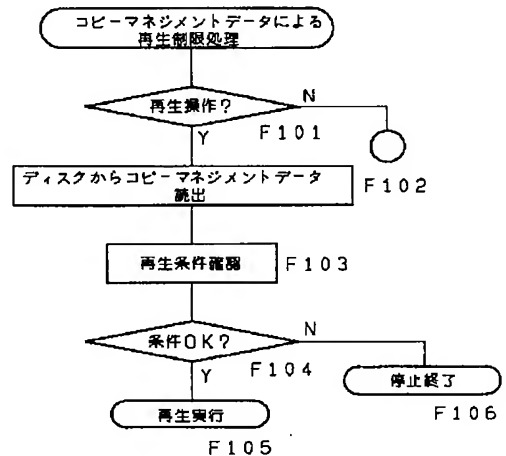 コピーマネジメントデータによる
再生制限処理
再生操作?
N
Y
F101
ディスクからコピーマネジメントデータ
読出
F102
再生条件確認
F103
条件OK?
N
Y
F104
停止終了
再生実行
F106
F105